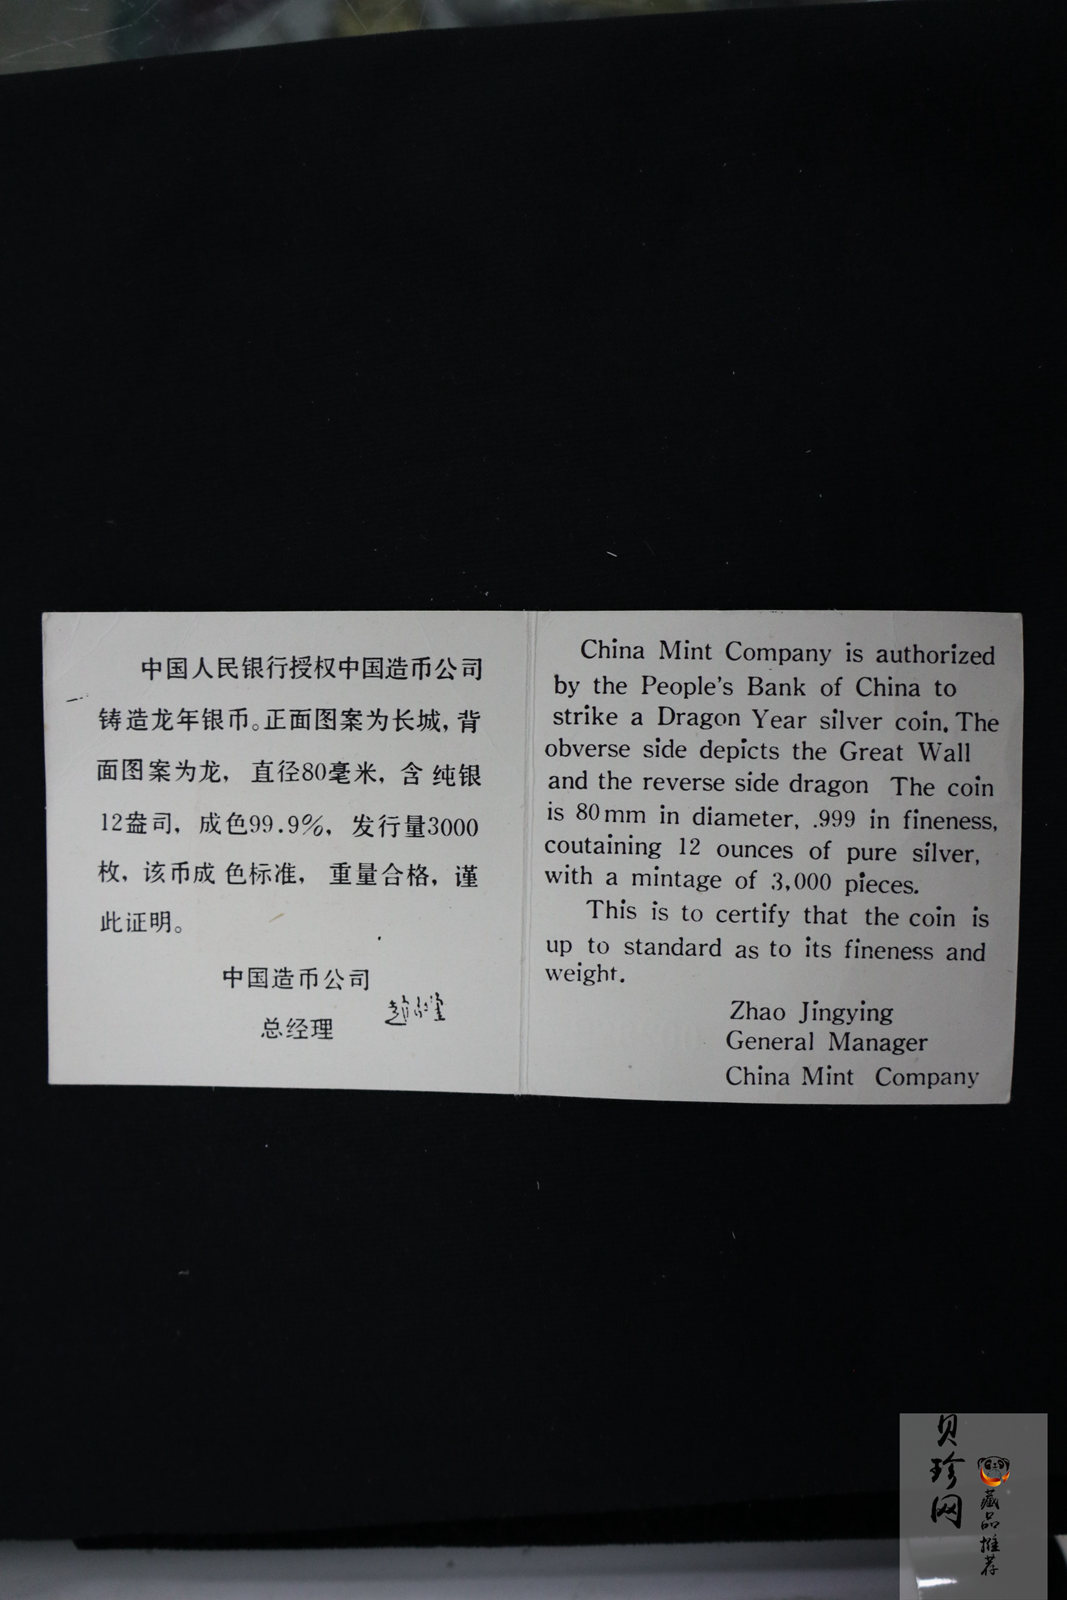 中国人民银行授权中国造币公司
铸造龙年银币。正面图案为长城，背
面图案为龙，直径80毫米，含 纯银
12盎司，成色99.9%，发行量3000
枚，该币成 色标准， 重量合格，谨
此证明。
中国造币公司
总经理
China Mint Company is authorized
by the People's Bank of China to
strike a Dragon Year silver coin. The
obverse side depicts the Great Wall
and the reverse side dragon The coin
is 80mm in diameter, .999 in fineness,
coutaining 12 ounces of pure silver,
with a mintage of 3,000 pieces.
This is to certify that the coin is
up to standard as to its fineness and
weight.
Zhao Jingying
General Manager
China Mint Company
贝珍网
藏品推荐